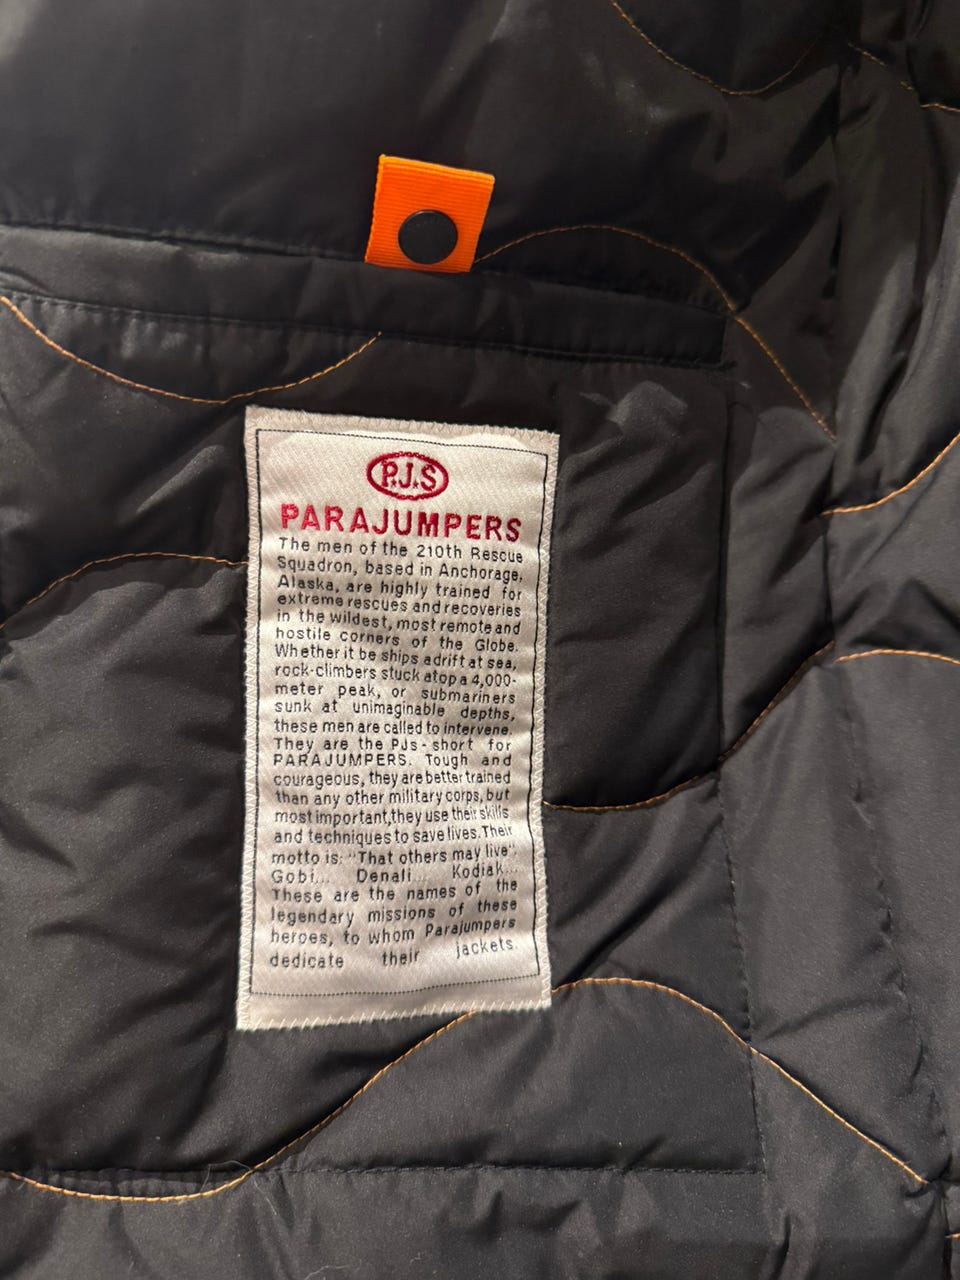 P.J.S
PARAJUMPERS
The men of the 210th Rescue
Squadron, based in Anchorage,
Alaska, are highly trained for
extreme rescues and recoveries
in the wildest, most remote and
hostile corners of the Globe.
Whether it be ships adrift at sea,
rock-climbers stuck atop a 4,000-
meter peak, or submariners
sunk at unimaginable depths,
these men are called to intervene.
They are the PJs - short for
PARAJUMPERS. Tough and
courageous, they are better trained
than any other military corps, but
most important,they use their skills
and techniques to save lives.Their
motto is: "That others may live".
Gobi... Denali... Kodiak...
These are the names of the
legendary missions of these
heroes, to whom Parajumpers
dedicate their jackets.